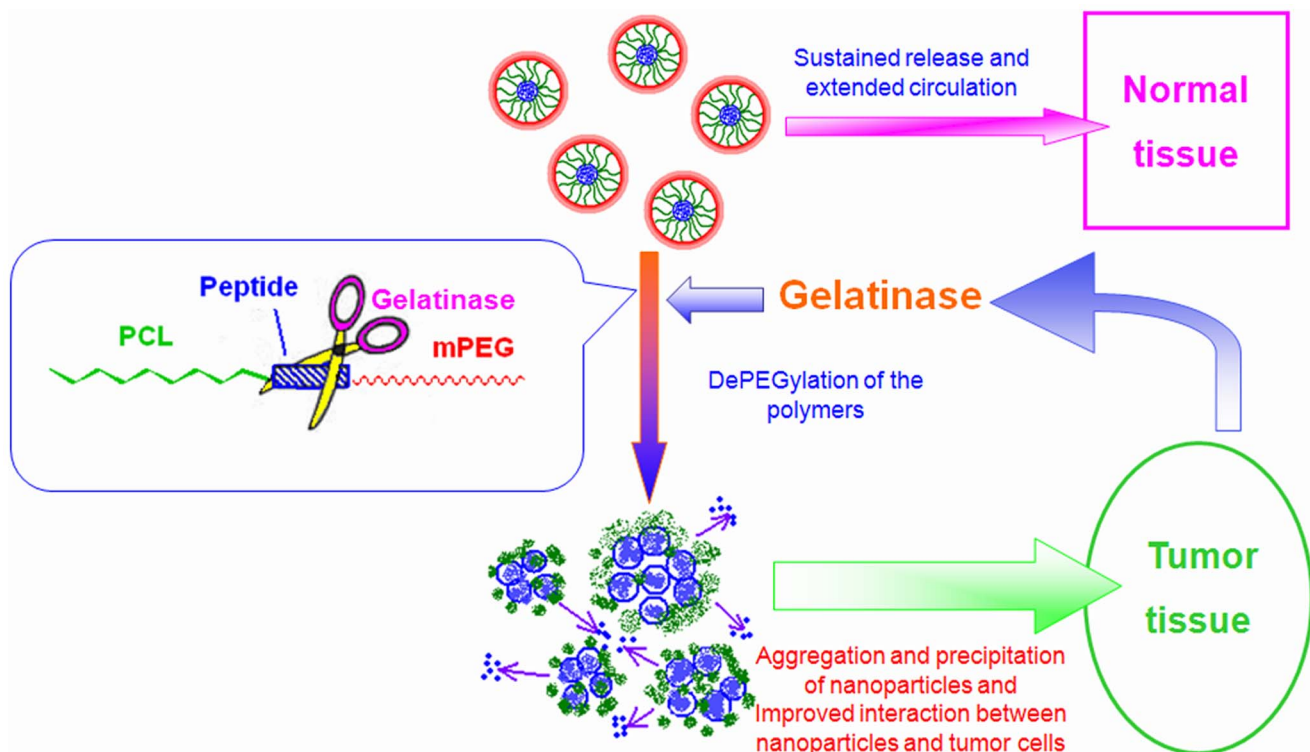 Sustained release and
extended circulation
Normal
tissue
Peptide
Gelatinase
PCL
mPEG
Gelatinase
DePEGylation of the
polymers
Tumor
tissue
Aggregation and precipitation
of nanoparticles and
Improved interaction between
nanoparticles and tumor cells